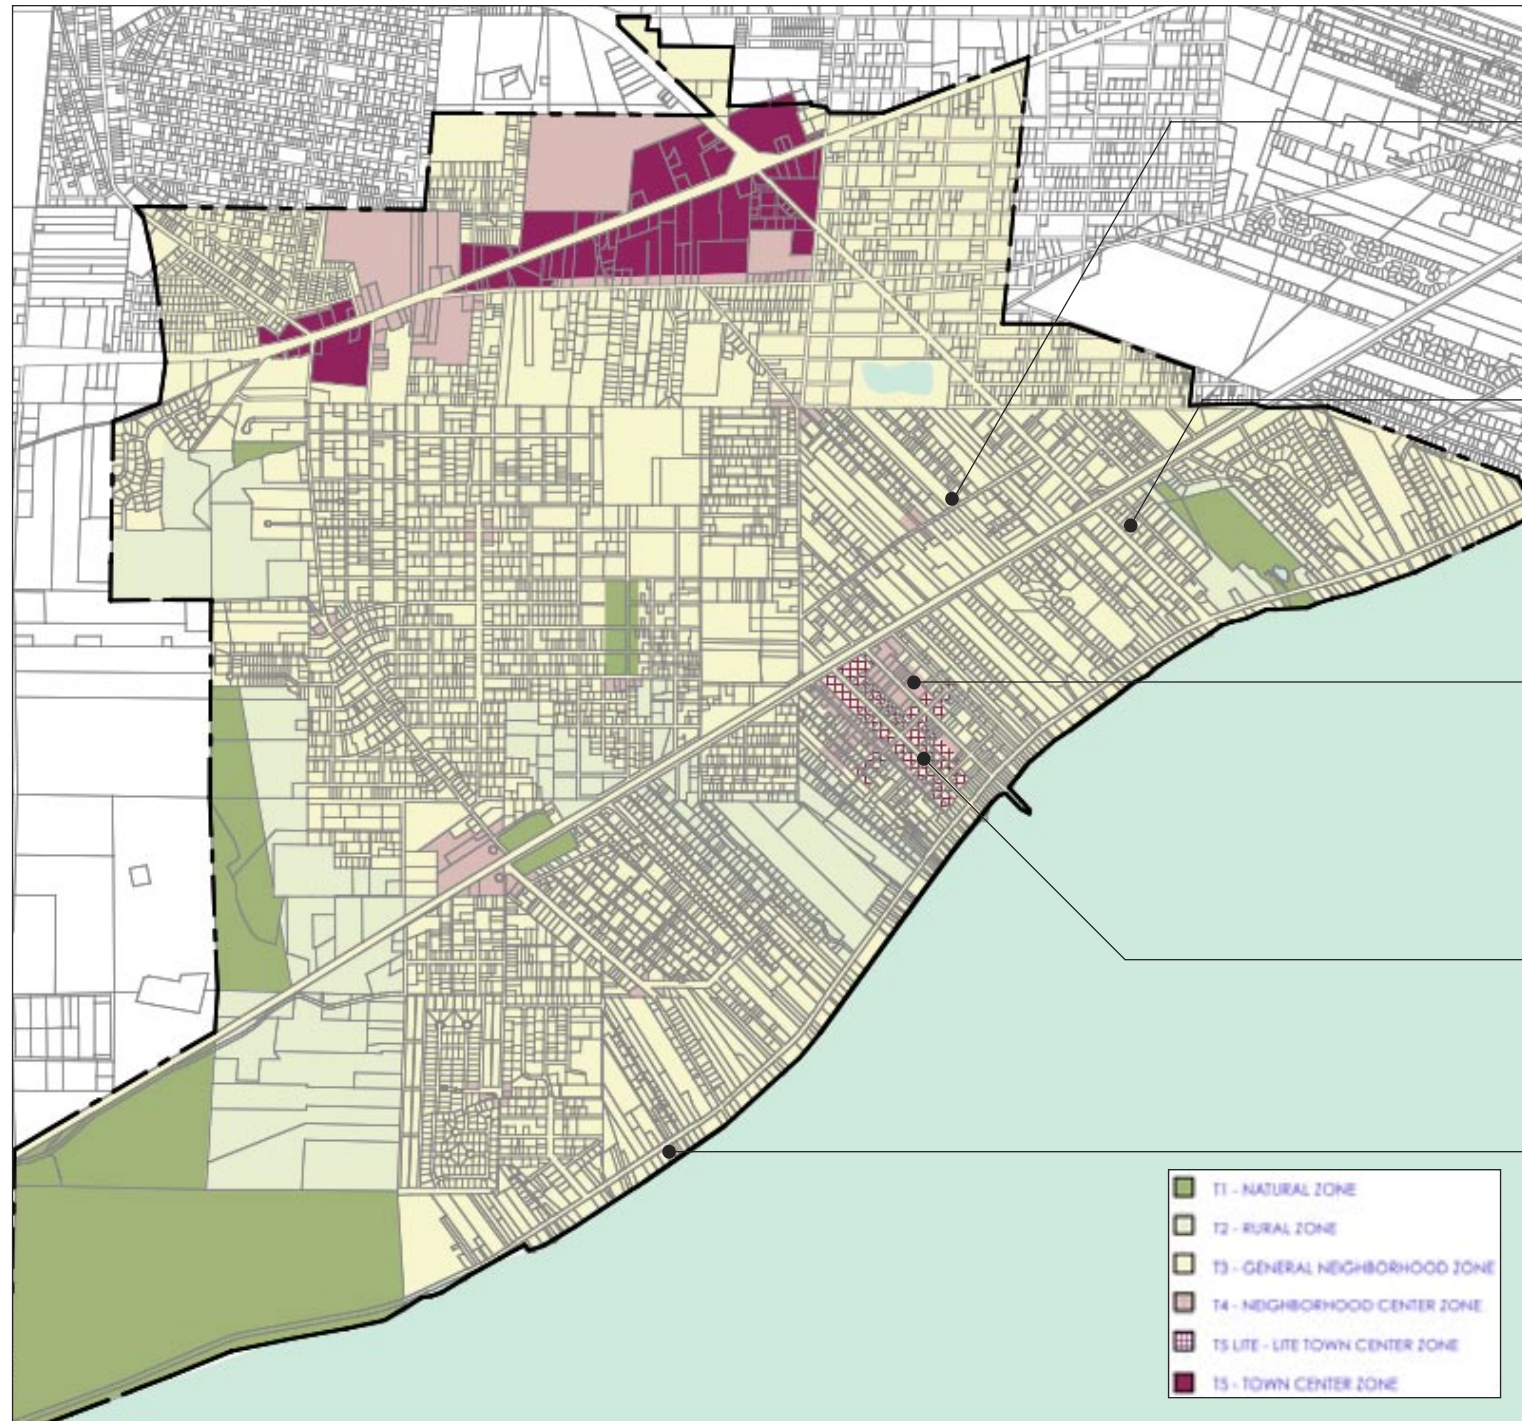 T1 - NATURAL ZONE
T2 - RURAL ZONE
T3 - GENERAL NEIGHBORHOOD ZONE
T4 - NEIGHBORHOOD CENTER ZONE
T5 LITE - LITE TOWN CENTER ZONE
T5 - TOWN CENTER ZONE